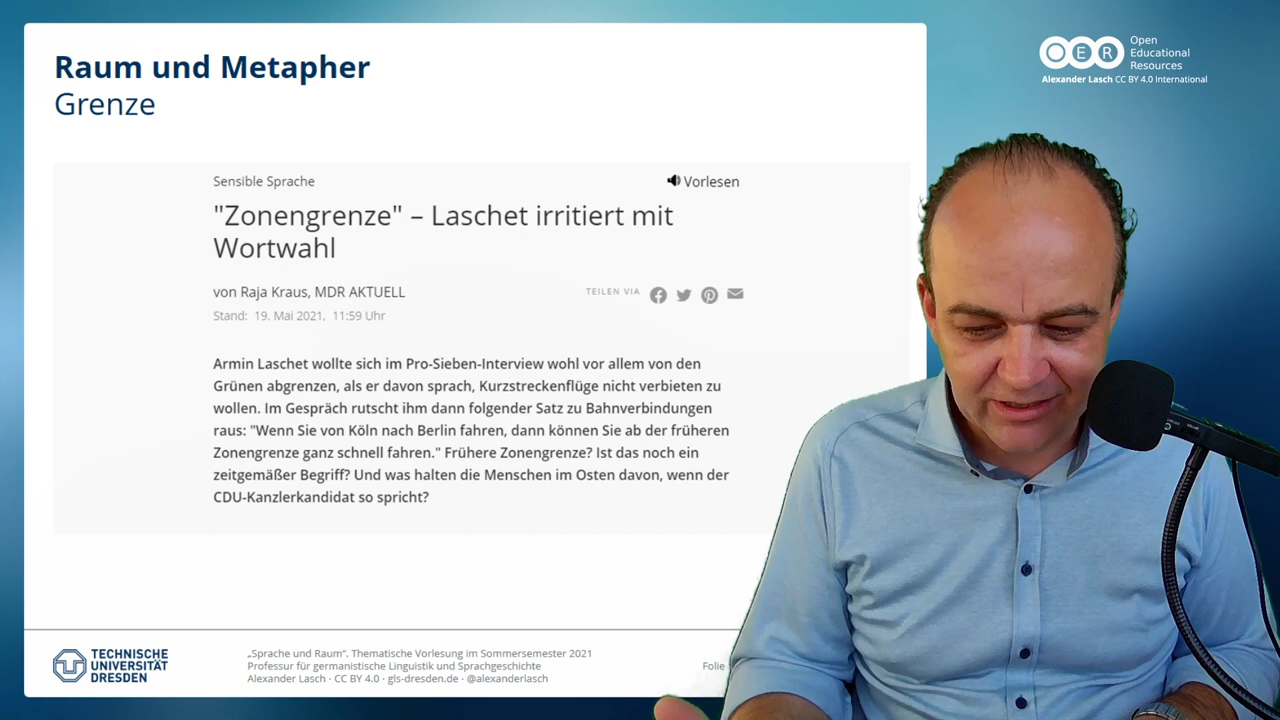 Raum und Metapher
Grenze
OER
Open
Educational
Resources
Alexander Lasch CC BY 4.0 International
Sensible Sprache
Vorlesen
"Zonengrenze" – Laschet irritiert mit
Wortwahl
von Raja Kraus, MDR AKTUELL
TEILEN VIA
Stand: 19. Mai 2021, 11:59 Uhr
Armin Laschet wollte sich im Pro-Sieben-Interview wohl vor allem von den
Grünen abgrenzen, als er davon sprach, Kurzstreckenflüge nicht verbieten zu
wollen. Im Gespräch rutscht ihm dann folgender Satz zu Bahnverbindungen
raus: "Wenn Sie von Köln nach Berlin fahren, dann können Sie ab der früheren
Zonengrenze ganz schnell fahren." Frühere Zonengrenze? Ist das noch ein
zeitgemäßer Begriff? Und was halten die Menschen im Osten davon, wenn der
CDU-Kanzlerkandidat so spricht?
TECHNISCHE
UNIVERSITÄT
DRESDEN
„Sprache und Raum“. Thematische Vorlesung im Sommersemester 2021
Professur für germanistische Linguistik und Sprachgeschichte
Alexander Lasch · CC BY 4.0 · gls-dresden.de · @alexanderlasch
Folie